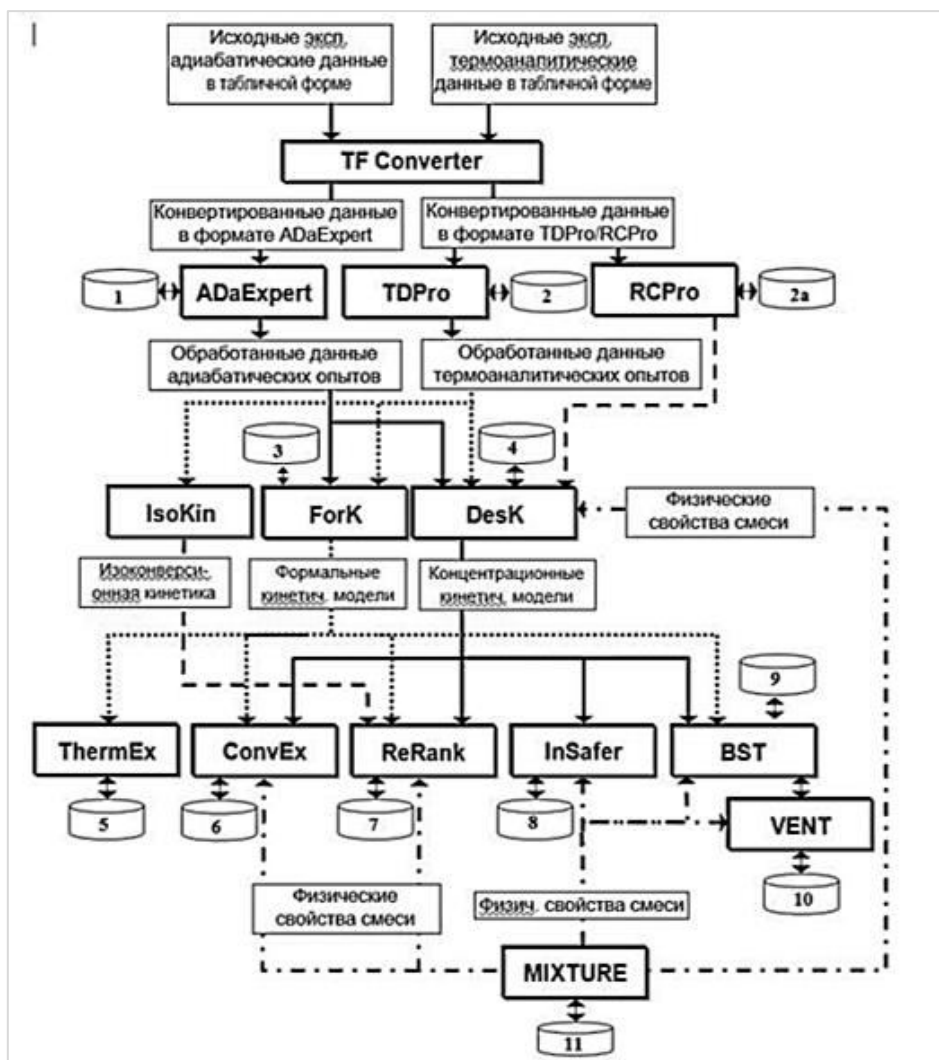 Исходные эксп.
адиабатические данные
в табличной форме
Исходные эксп.
термоаналитические
данные в табличной форме
TF Converter
Конвертированные данные
в формате ADaExpert
Конвертированные данные
в формате TDPro/RCPro
1
ADaExpert
TDPro
2
RCPro
2a
Обработанные данные
адиабатических опытов
Обработанные данные
термоаналитических опытов
3
4
IsoKin
ForK
DesK
Физические
свойства смеси
Изоконверси-
онная кинетика
Формальные
кинетич. модели
Концентрационные
кинетич. модели
9
ThermEx
ConvEx
ReRank
InSafer
BST
5
6
7
8
VENT
10
Физические
свойства смеси
Физич. свойства смеси
MIXTURE
11